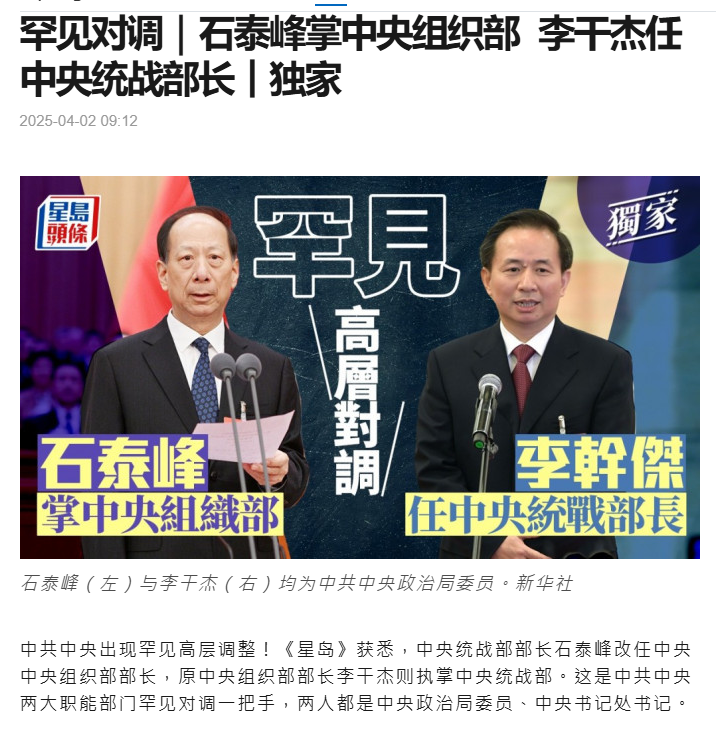 罕见对调｜石泰峰掌中央组织部 李干杰任
中央统战部长｜独家
2025-04-02 09:12
星島
頭條
罕見
獨家
高層對調
石泰峰
掌中央組織部
李幹傑
任中央統戰部長
石泰峰（左）与李干杰（右）均为中共中央政治局委员。新华社
中共中央出现罕见高层调整！《星岛》获悉，中央统战部部长石泰峰改任中央
中央组织部部长，原中央组织部部长李干杰则执掌中央统战部。这是中共中央
两大职能部门罕见对调一把手，两人都是中央政治局委员、中央书记处书记。